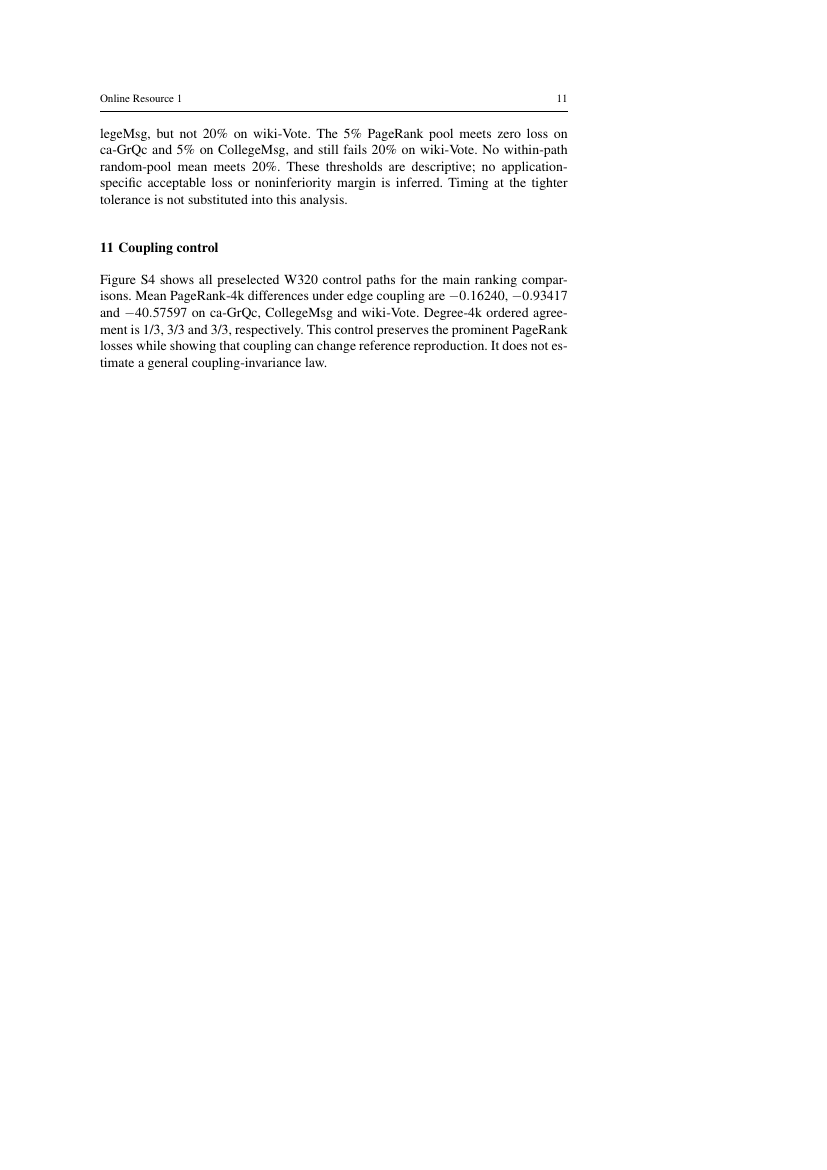 Online Resource 1 11
legeMsg, but not 20% on wiki-Vote. The 5% PageRank pool meets zero loss on
ca-GrQc and 5% on CollegeMsg, and still fails 20% on wiki-Vote. No within-path
random-pool mean meets 20%. These thresholds are descriptive; no application-
specific acceptable loss or noninferiority margin is inferred. Timing at the tighter
tolerance is not substituted into this analysis.
11 Coupling control
Figure S4 shows all preselected W320 control paths for the main ranking compar-
isons. Mean PageRank-4k differences under edge coupling are −0.16240, −0.93417
and −40.57597 on ca-GrQc, CollegeMsg and wiki-Vote. Degree-4k ordered agree-
ment is 1/3, 3/3 and 3/3, respectively. This control preserves the prominent PageRank
losses while showing that coupling can change reference reproduction. It does not es-
timate a general coupling-invariance law.